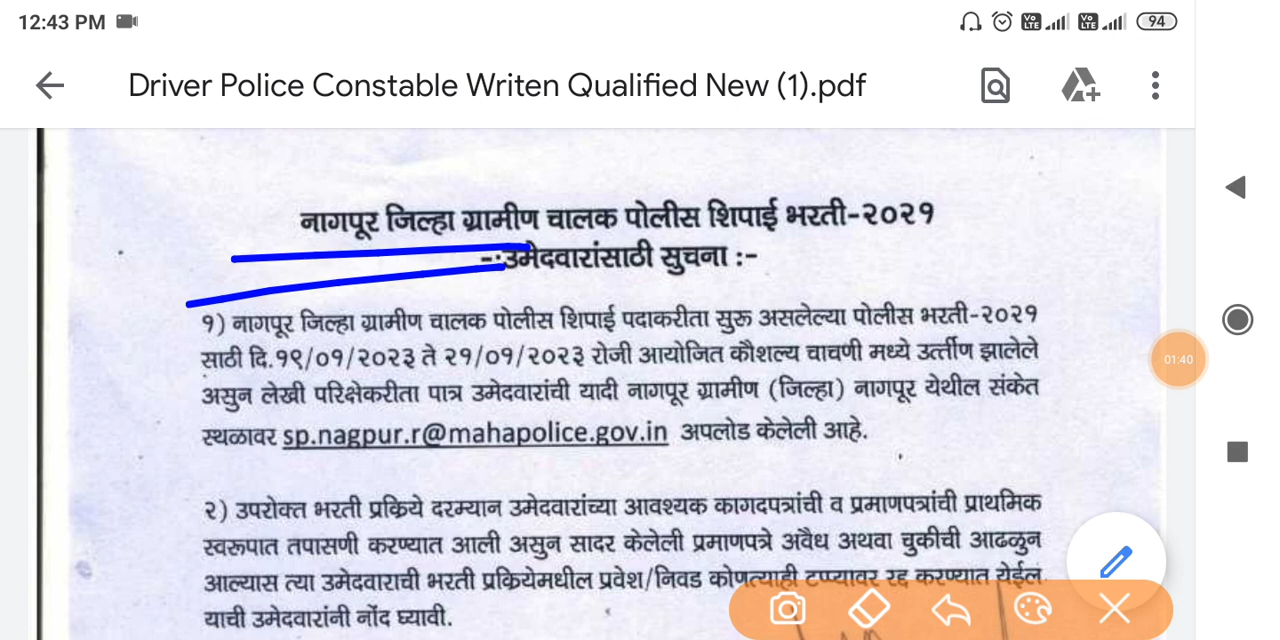 12:43 PM
Vo LTE Vo LTE 94
Driver Police Constable Writen Qualified New (1).pdf
नागपूर जिल्हा ग्रामीण चालक पोलीस शिपाई भरती-२०२१
-:उमेदवारांसाठी सुचना :-
१) नागपूर जिल्हा ग्रामीण चालक पोलीस शिपाई पदाकरीता सुरू असलेल्या पोलीस भरती-२०२१
साठी दि.१९/०१/२०२३ ते २१/०१/२०२३ रोजी आयोजित कौशल्य चाचणी मध्ये उर्त्तीण झालेले
असुन लेखी परिक्षेकरीता पात्र उमेदवारांची यादी नागपूर ग्रामीण (जिल्हा) नागपूर येथील संकेत
स्थळावर sp.nagpur.r@mahapolice.gov.in अपलोड केलेली आहे.
01:40
२) उपरोक्त भरती प्रक्रिये दरम्यान उमेदवारांच्या आवश्यक कागदपत्रांची व प्रमाणपत्रांची प्राथमिक
स्वरूपात तपासणी करण्यात आली असुन सादर केलेली प्रमाणपत्रे अवैध अथवा चुकीची आढळुन
आल्यास त्या उमेदवाराची भरती प्रक्रियेमधील प्रवेश/निवड कोणत्याही टप्प्यावर रद्द करण्यात येईल
याची उमेदवारांनी नोंद घ्यावी.